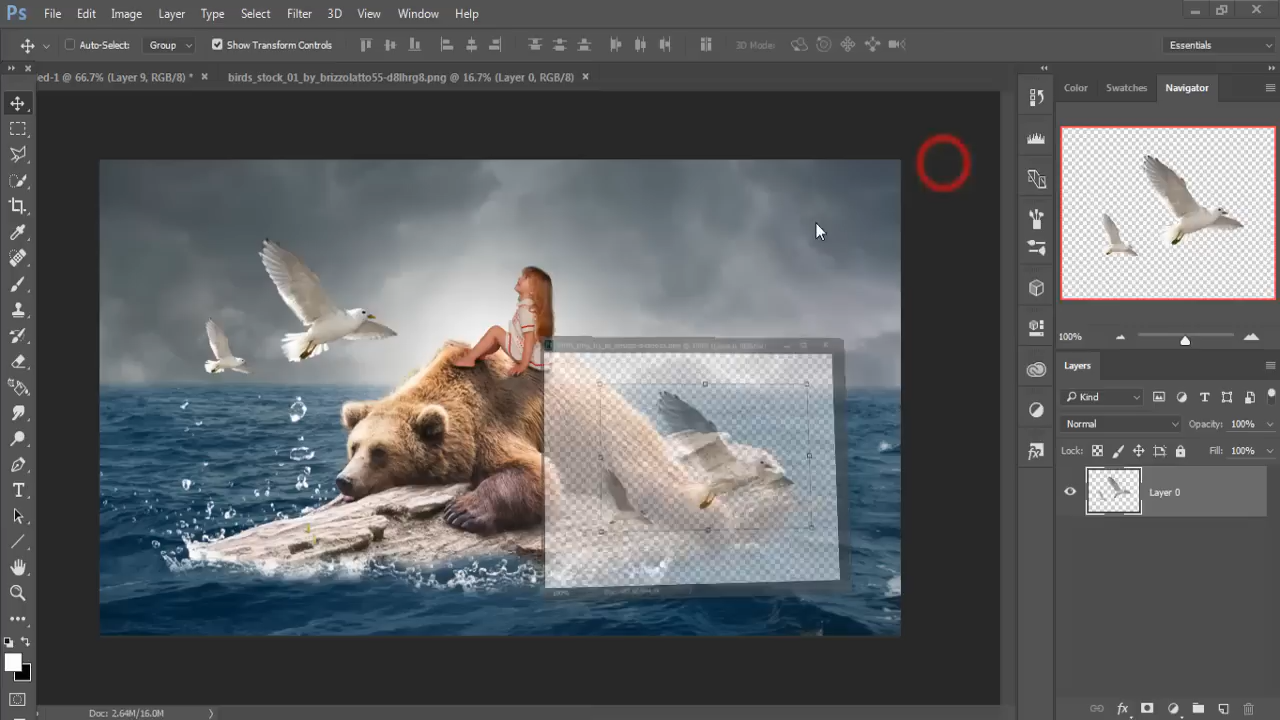 Ps File Edit Image Layer Type Select Filter 3D View Window Help
Auto-Select: Group Show Transform Controls 3D Model Essentials
ed-1 @ 66.7% (Layer 9, RGB/8) * × birds_stock_01_by_brizzolatto55-d8lhrg8.png @ 16.7% (Layer 0, RGB/8) ×
Color Swatches Navigator
100%
Layers
Kind
Normal Opacity: 100%
Lock: Fill: 100%
Layer 0
Doc: 2.64M/16.0M